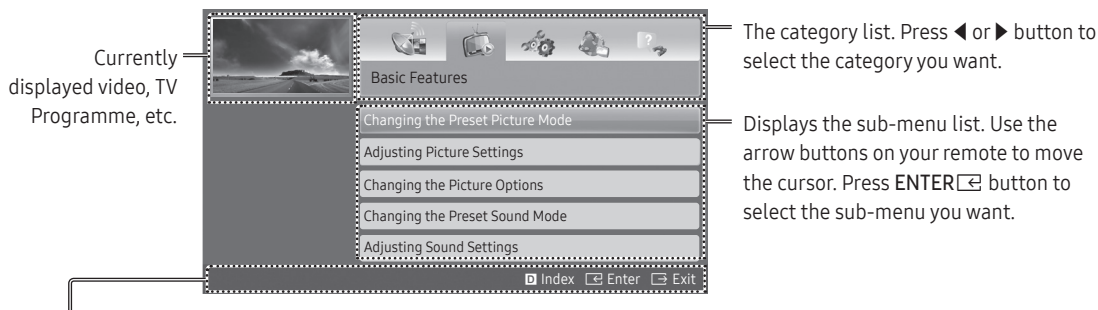 Currently
displayed video, TV
Programme, etc.
Basic Features
Changing the Preset Picture Mode
Adjusting Picture Settings
Changing the Picture Options
Changing the Preset Sound Mode
Adjusting Sound Settings
D Index Enter Exit
The category list. Press ◀ or ▶ button to
select the category you want.
Displays the sub-menu list. Use the
arrow buttons on your remote to move
the cursor. Press ENTER button to
select the sub-menu you want.